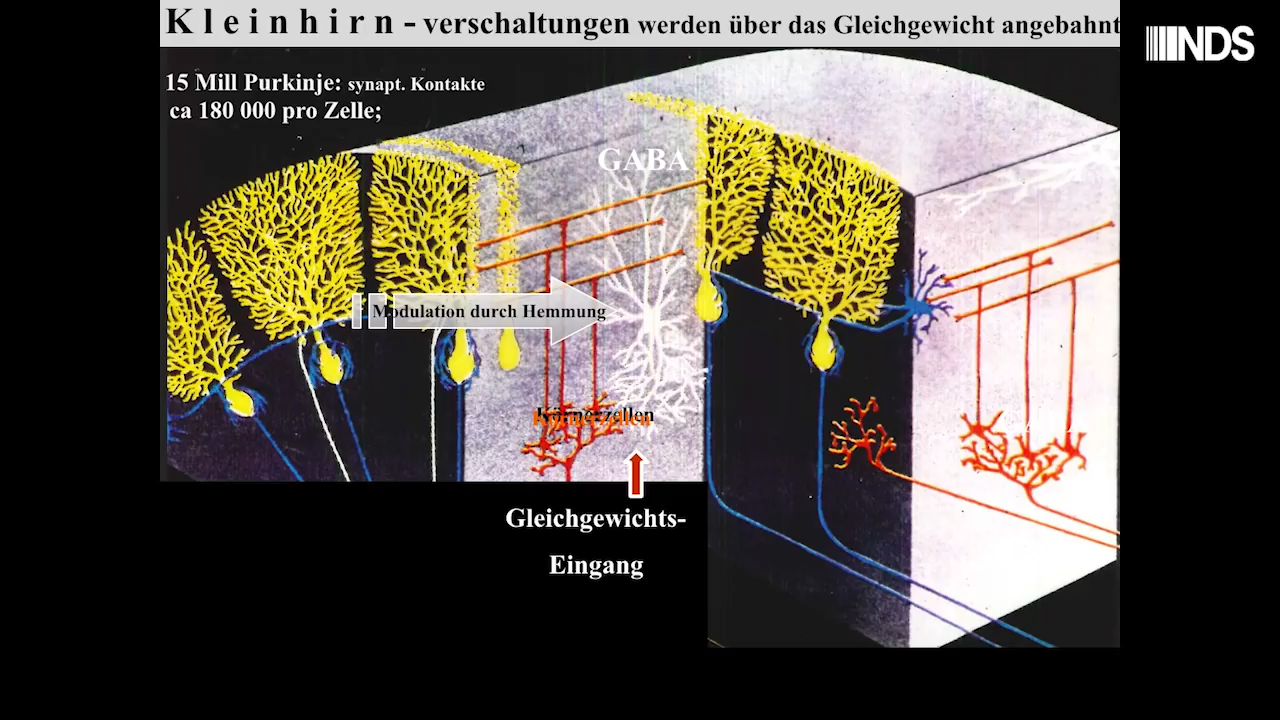 K l e i n h i r n - verschaltungen werden über das Gleichgewicht angebahnt
NDS
15 Mill Purkinje: synapt. Kontakte
ca 180 000 pro Zelle;
GABA
Modulation durch Hemmung
Körnerzellen
Gleichgewichts-
Eingang